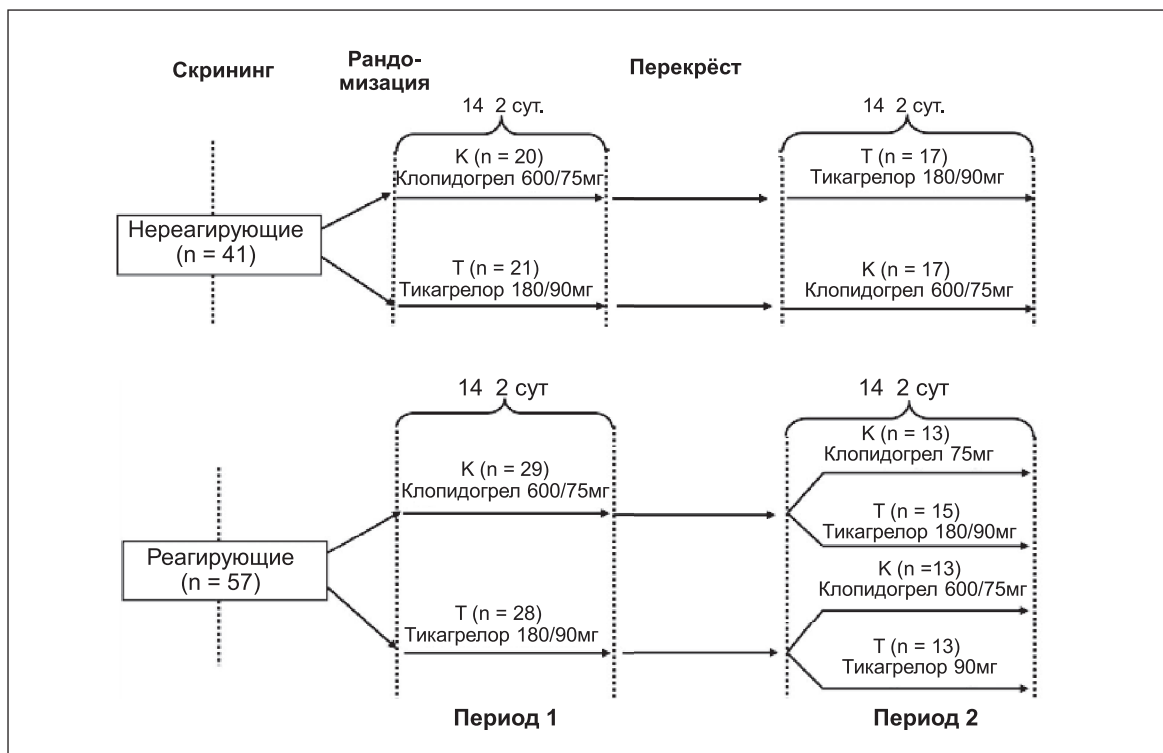 Скрининг
Рандо-
мизация
Перекрёст
14 2 сут.
14 2 сут.
K (n = 20)
Клопидогрел 600/75мг
T (n = 17)
Тикагрелор 180/90мг
Нереагирующие
(n = 41)
T (n = 21)
Тикагрелор 180/90мг
K (n = 17)
Клопидогрел 600/75мг
14 2 сут
14 2 сут
K (n = 29)
Клопидогрел 600/75мг
K (n = 13)
Клопидогрел 75мг
T (n = 15)
Тикагрелор 180/90мг
Реагирующие
(n = 57)
K (n =13)
Клопидогрел 600/75мг
T (n = 28)
Тикагрелор 180/90мг
T (n = 13)
Тикагрелор 90мг
Период 1
Период 2